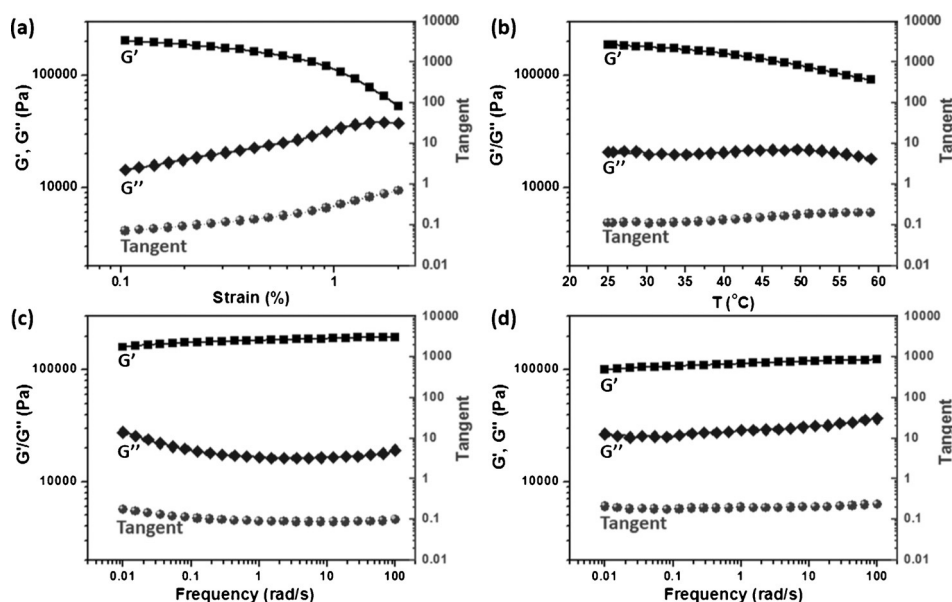 (a)
G', G'' (Pa)
100000
10000
G'
G''
Tangent
10000
1000
100
10
1
0.1
0.01
Tangent
0.1
1
Strain (%)
(b)
G'/G'' (Pa)
100000
10000
G'
G''
Tangent
10000
1000
100
10
1
0.1
0.01
Tangent
20 25 30 35 40 45 50 55 60
T (°C)
(c)
G'/G'' (Pa)
100000
10000
G'
G''
Tangent
10000
1000
100
10
1
0.1
0.01
Tangent
0.01 0.1 1 10 100
Frequency (rad/s)
(d)
G', G'' (Pa)
100000
10000
G'
G''
Tangent
10000
1000
100
10
1
0.1
0.01
Tangent
0.01 0.1 1 10 100
Frequency (rad/s)